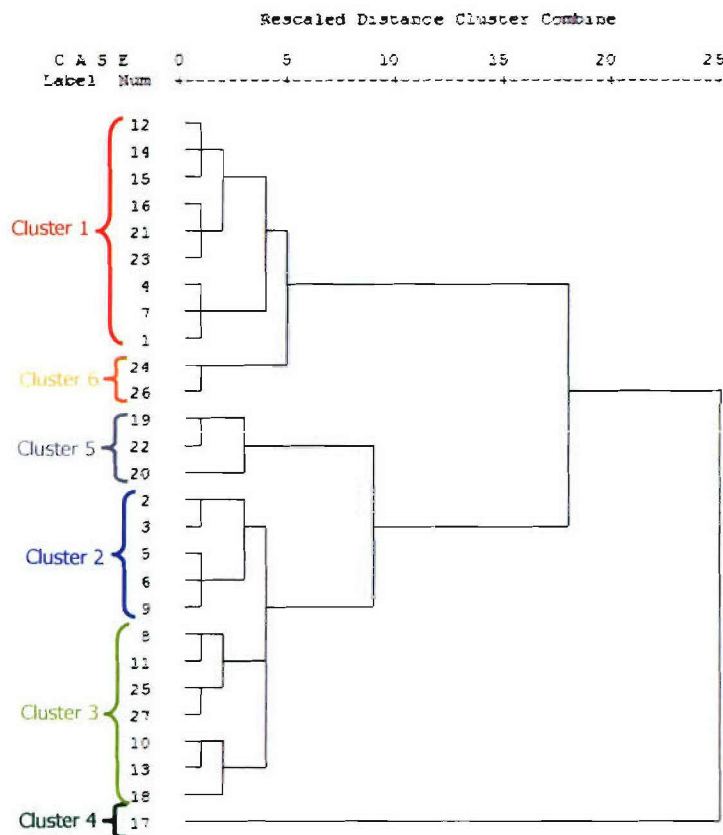 Rescaled Distance Cluster Combine
C A S E 0 5 10 15 20 25
Label Num
12
14
15
16
Cluster 1 21
23
4
7
1
24
Cluster 6
26
19
Cluster 5 22
20
2
3
Cluster 2 5
6
9
8
11
25
Cluster 3 27
10
13
18
Cluster 4 17